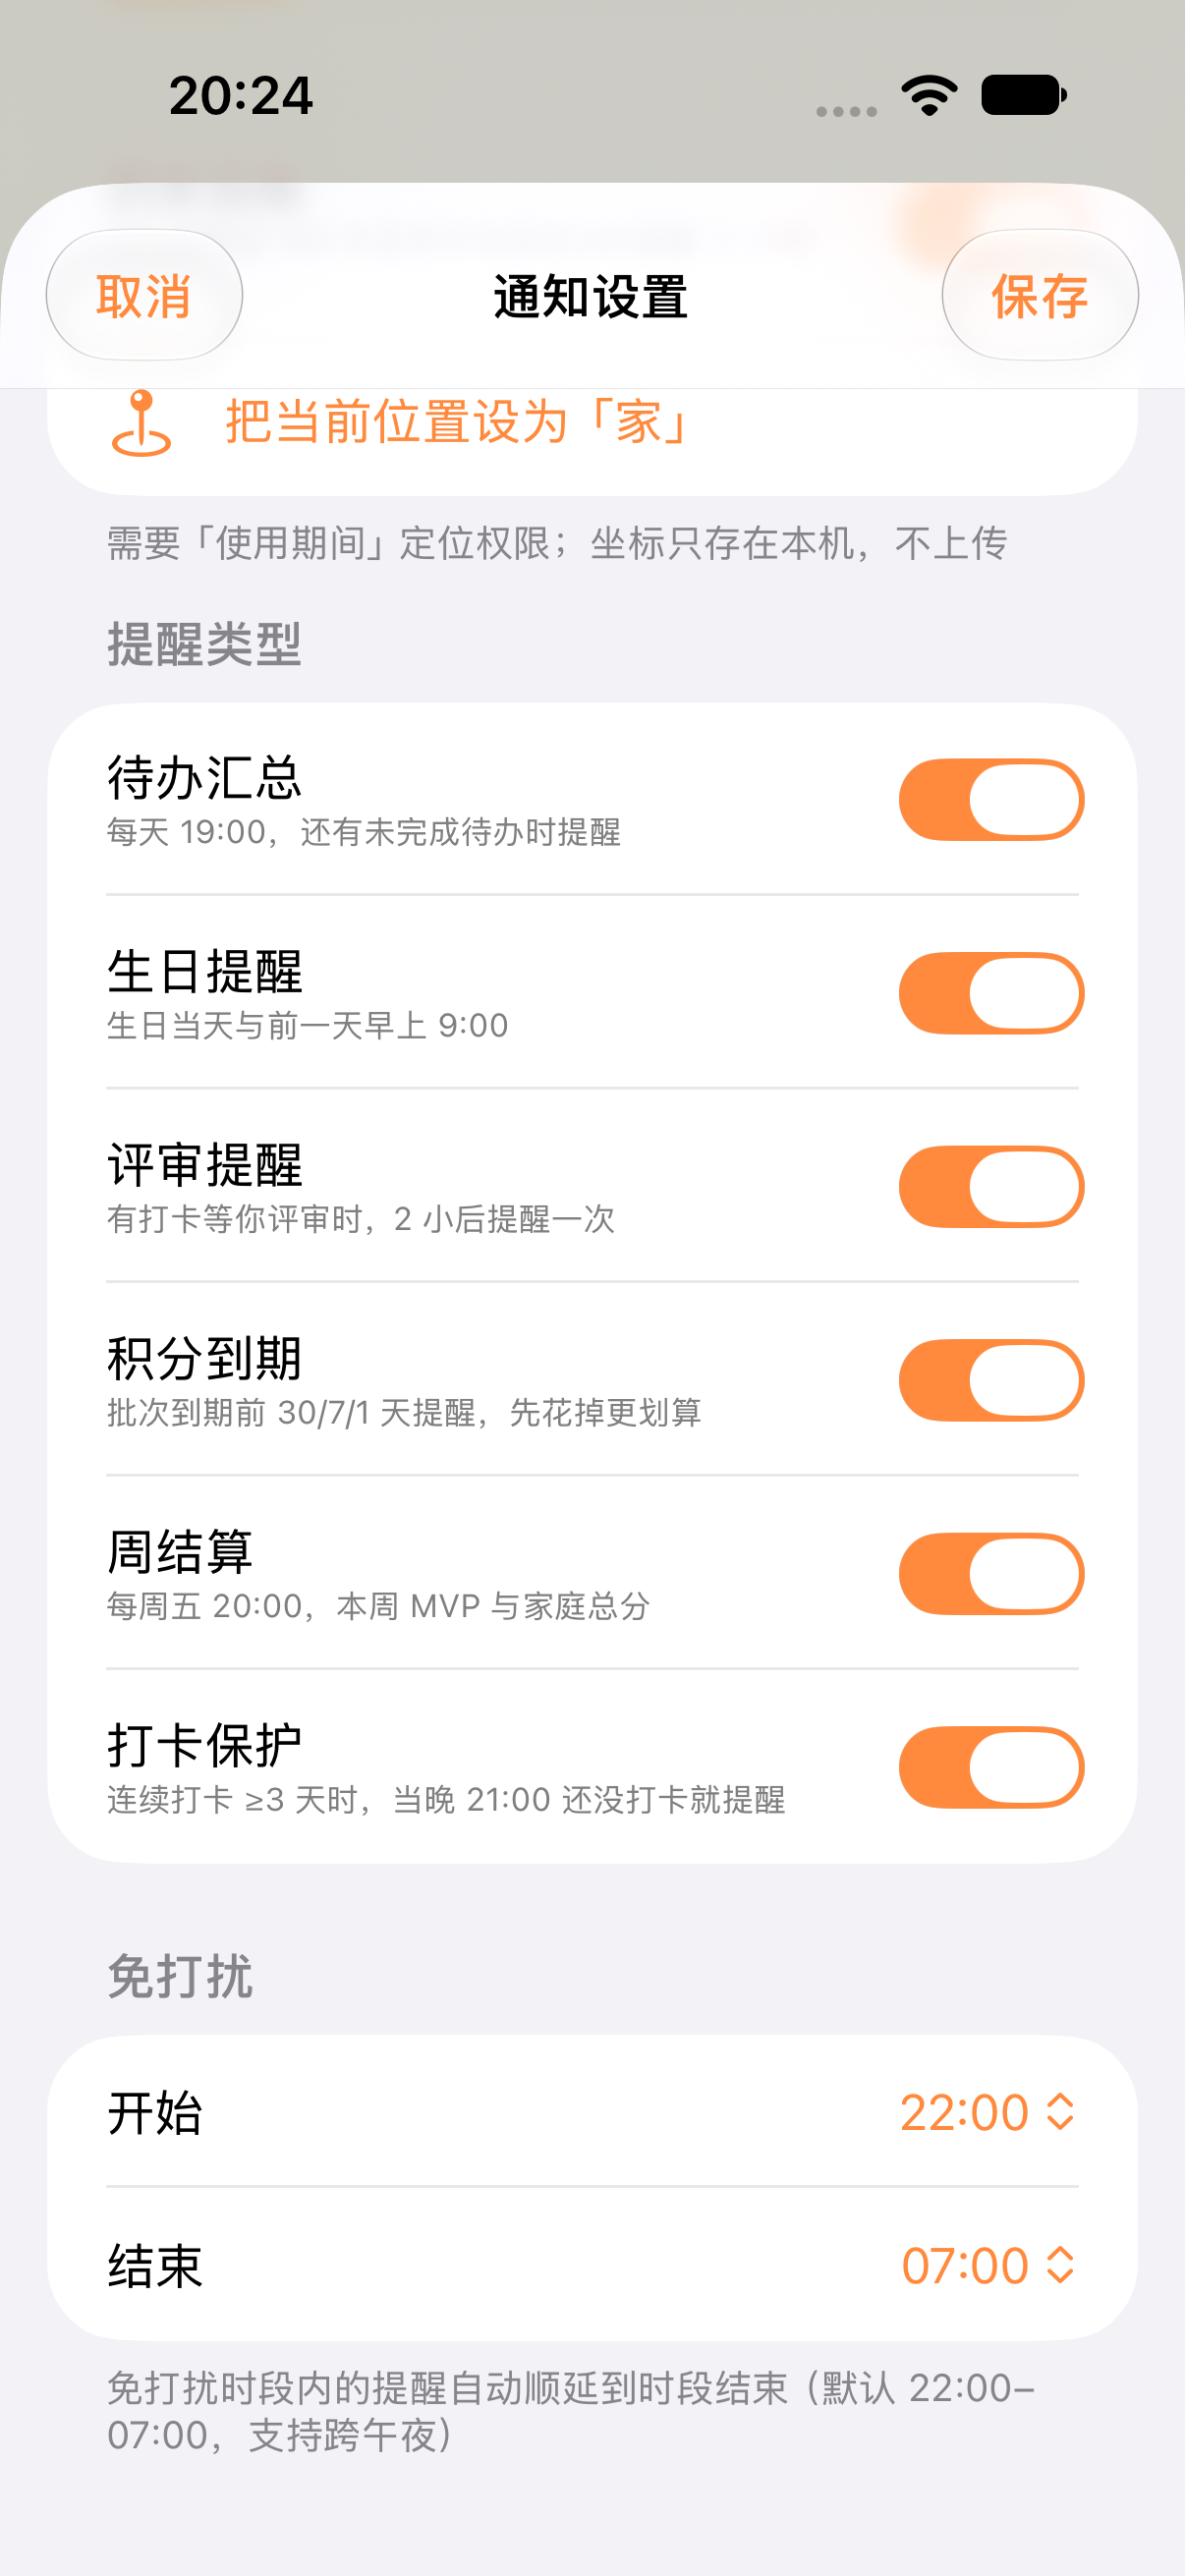 20:24
取消
通知设置
保存
把当前位置设为「家」
需要「使用期间」定位权限；坐标只存在本机，不上传
提醒类型
待办汇总
每天 19:00，还有未完成待办时提醒
生日提醒
生日当天与前一天早上 9:00
评审提醒
有打卡等你评审时，2 小后提醒一次
积分到期
批次到期前 30/7/1 天提醒，先花掉更划算
周结算
每周五 20:00，本周 MVP 与家庭总分
打卡保护
连续打卡 ≥3 天时，当晚 21:00 还没打卡就提醒
免打扰
开始
22:00
结束
07:00
免打扰时段内的提醒自动顺延到时段结束（默认 22:00–
07:00，支持跨午夜）